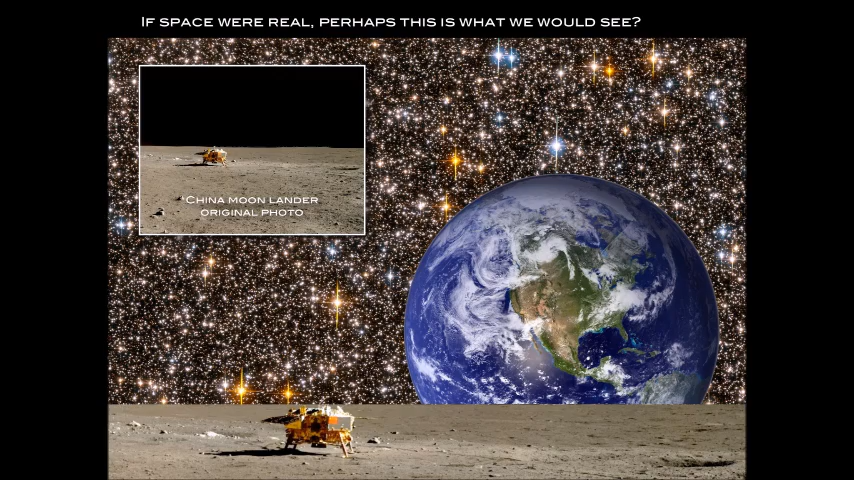 If space were real, perhaps this is what we would see?
*China moon lander
original photo